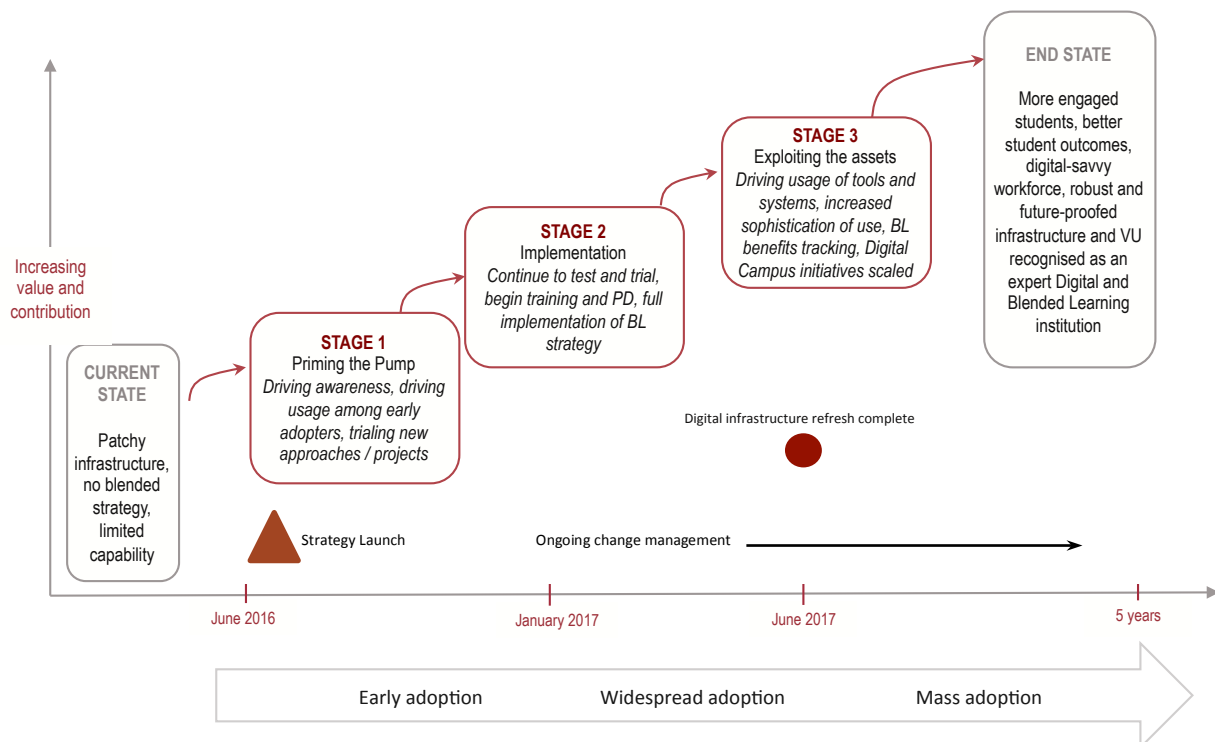 Increasing
value and
contribution
CURRENT
STATE
Patchy
infrastructure,
no blended
strategy,
limited
capability
STAGE 1
Priming the Pump
Driving awareness, driving
usage among early
adopters, trialing new
approaches / projects
STAGE 2
Implementation
Continue to test and trial,
begin training and PD, full
implementation of BL
strategy
STAGE 3
Exploiting the assets
Driving usage of tools and
systems, increased
sophistication of use, BL
benefits tracking, Digital
Campus initiatives scaled
END STATE
More engaged
students, better
student outcomes,
digital-savvy
workforce, robust and
future-proofed
infrastructure and VU
recognised as an
expert Digital and
Blended Learning
institution
Digital infrastructure refresh complete
Strategy Launch
Ongoing change management
June 2016
January 2017
June 2017
5 years
Early adoption
Widespread adoption
Mass adoption